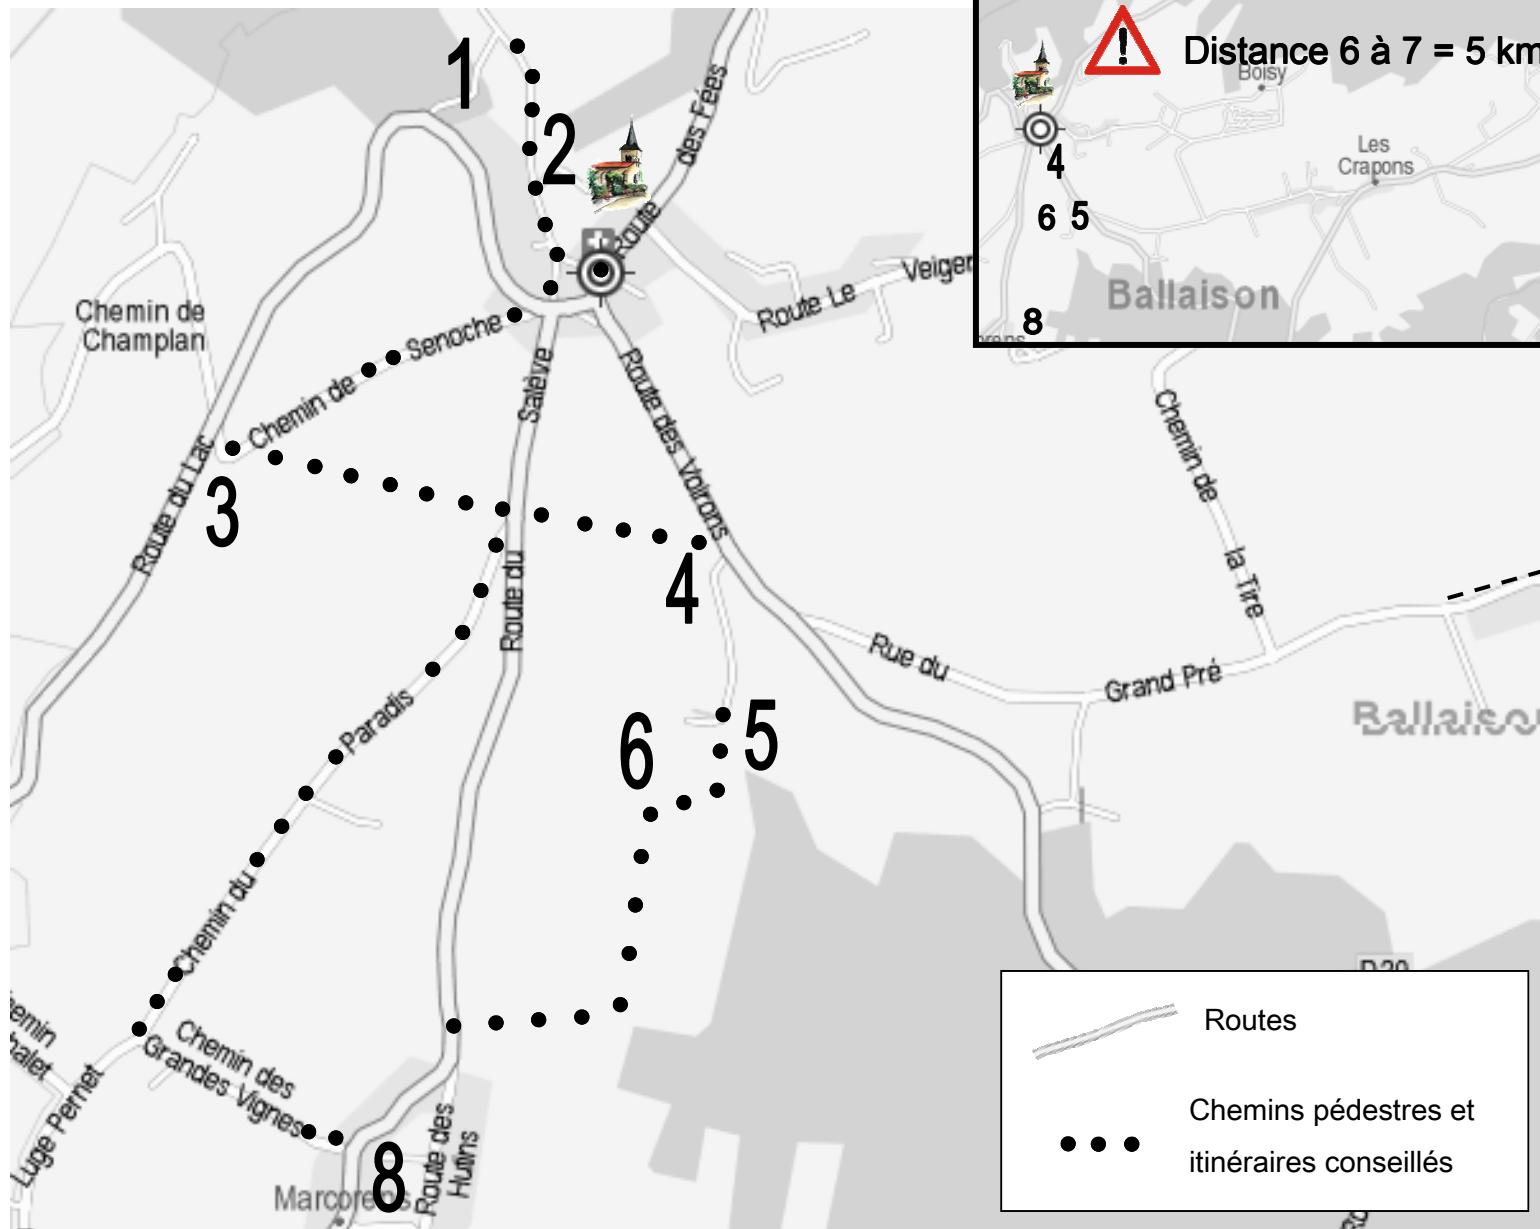 1
2
3
4
5
6
8
Route
des Fées
Route Le
Chemin de
Champlan
Senoche
Chemin de
Route du Lac
Salève
Route du
Route des Voirons
Chemin de
la Tire
Rue du
Grand Pré
Paradis
Chemin du
Chemin des
Grandes Vignes
Luge Pernet
Marcorens
Route des
Hutins
Distance 6 à 7 = 5 km
Boisy
Les
Crapons
4
6 5
Ballaison
8
Routes
Chemins pédestres et
itinéraires conseillés